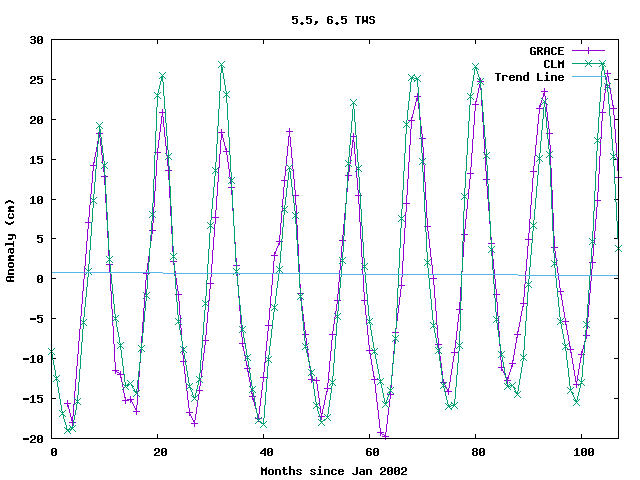 5.5, 6.5 TWS
GRACE
CLM
Trend Line
30
25
20
15
10
5
0
-5
-10
-15
-20
Anomaly (cm)
0 20 40 60 80 100
Months since Jan 2002